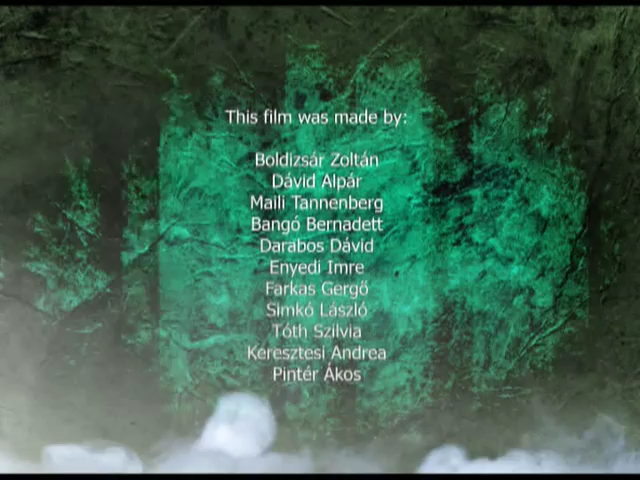 This film was made by:
Boldizsár Zoltán
Dávid Alpár
Maili Tannenberg
Bangó Bernadett
Darabos Dávid
Enyedi Imre
Farkas Gergő
Simkó László
Tóth Szilvia
Keresztesi Andrea
Pintér Ákos